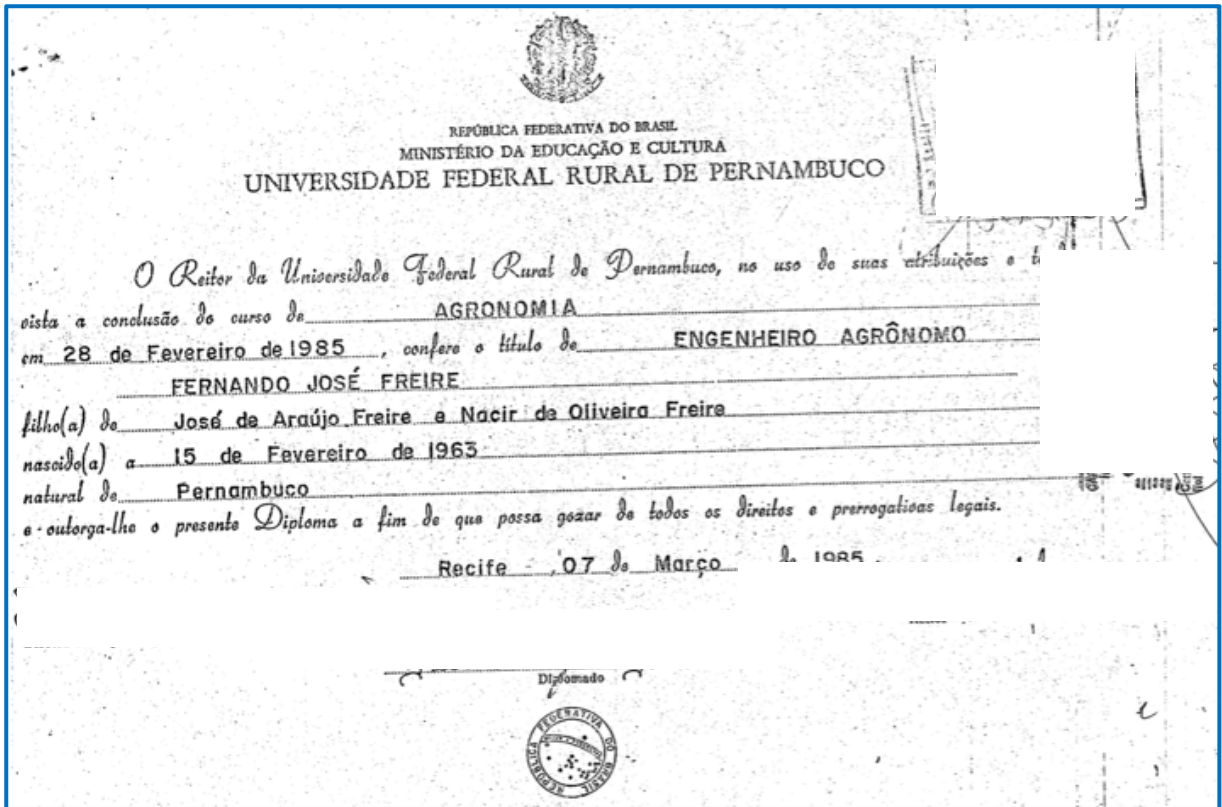 REPÚBLICA FEDERATIVA DO BRASIL
MINISTÉRIO DA EDUCAÇÃO E CULTURA
UNIVERSIDADE FEDERAL RURAL DE PERNAMBUCO
O Reitor da Universidade Federal Rural de Pernambuco, no uso de suas atribuições e
vista a conclusão do curso de AGRONOMIA
em 28 de Fevereiro de 1985, confere o título de ENGENHEIRO AGRÔNOMO
FERNANDO JOSÉ FREIRE
filho(a) de José de Araújo Freire e Nacir de Oliveira Freire
nascido(a) a 15 de Fevereiro de 1963
natural de Pernambuco
e outorga-lhe o presente Diploma a fim de que possa gozar de todos os direitos e prerrogativas legais.
Recife - 07 de Março de 1985
Diplomado
REPÚBLICA FEDERATIVA DO BRASIL